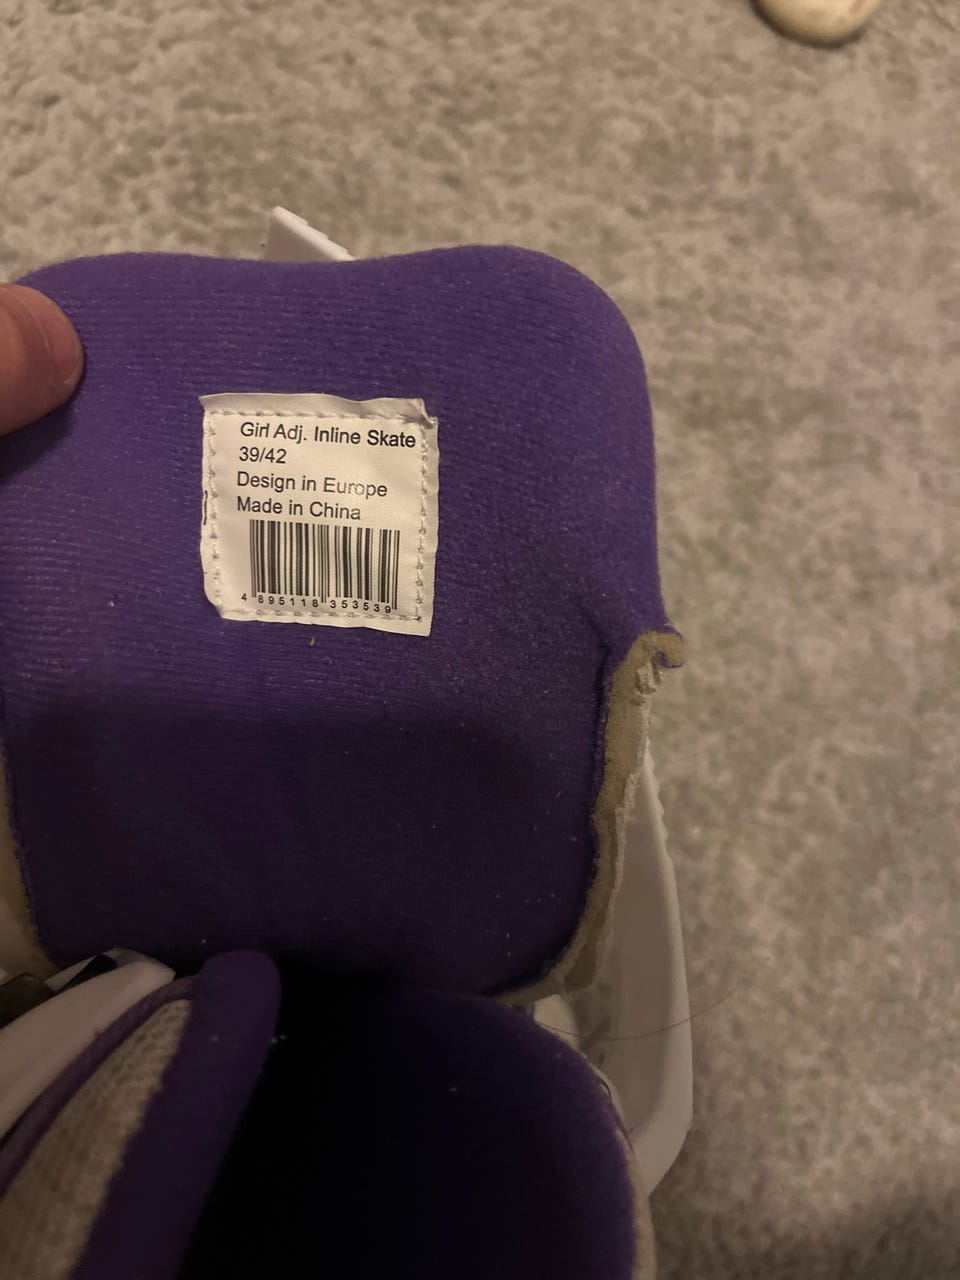 Girl Adj. Inline Skate
39/42
Design in Europe
Made in China
4 895118 353539